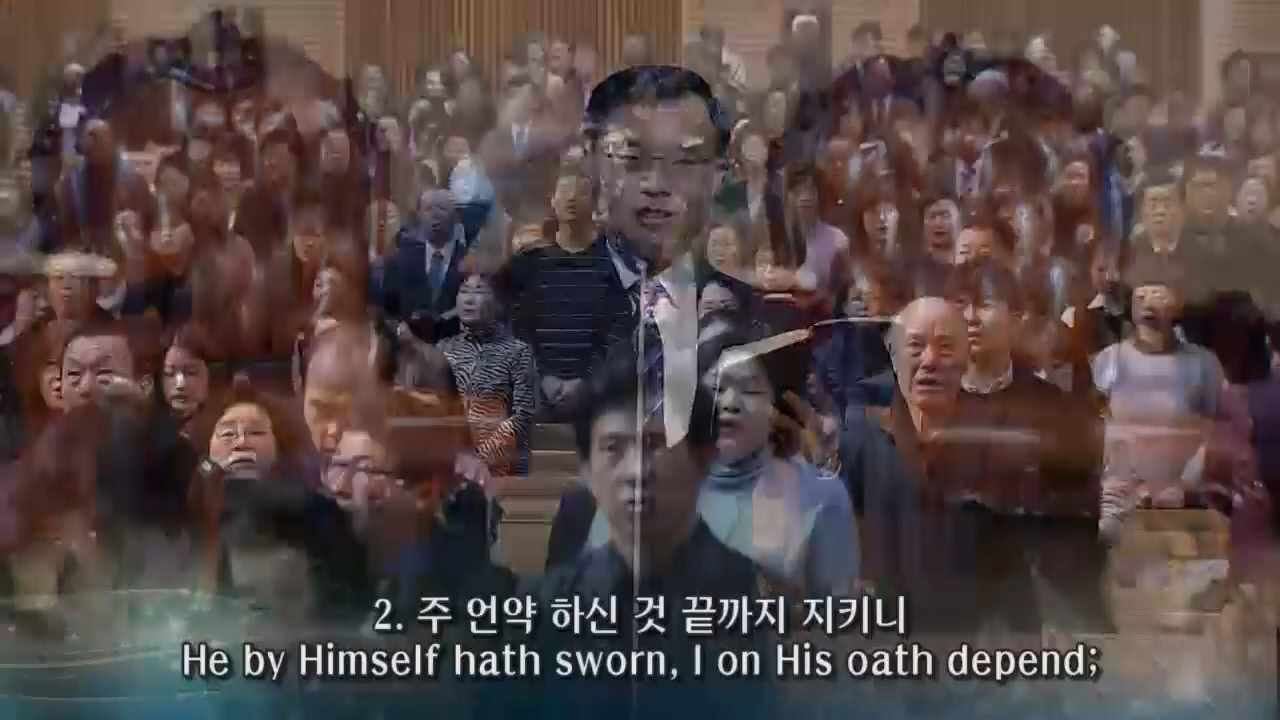 2. 주 언약 하신 것 끝까지 지키니
He by Himself hath sworn, I on His oath depend;